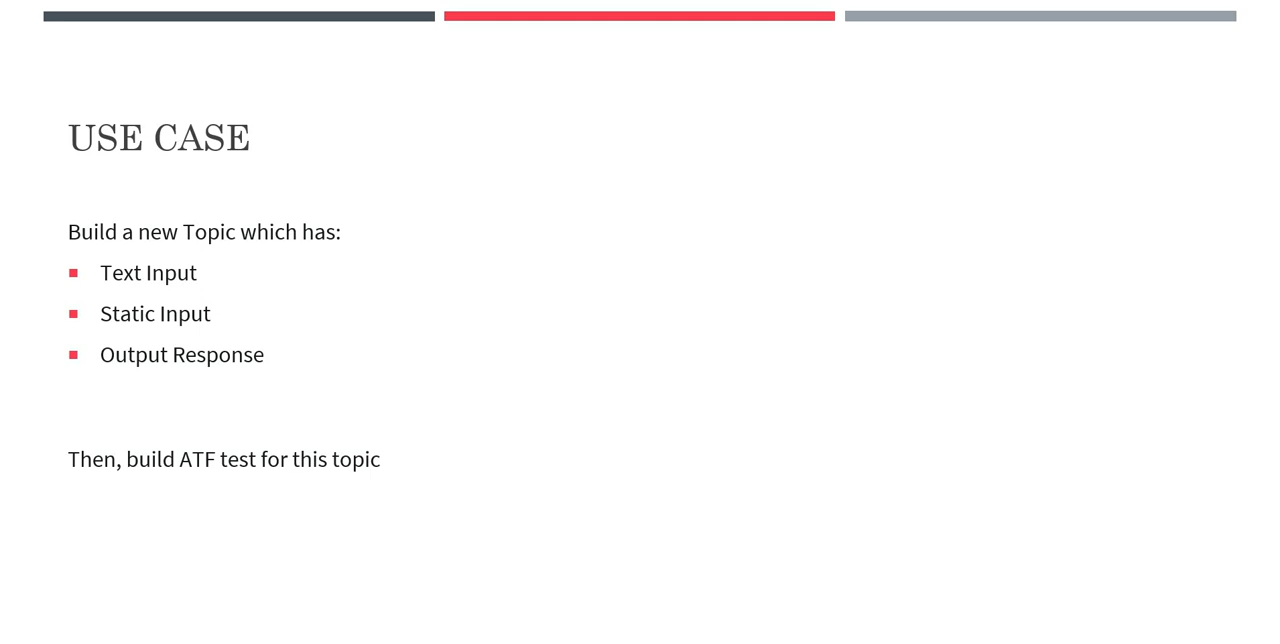 USE CASE
Build a new Topic which has:
Text Input
Static Input
Output Response
Then, build ATF test for this topic